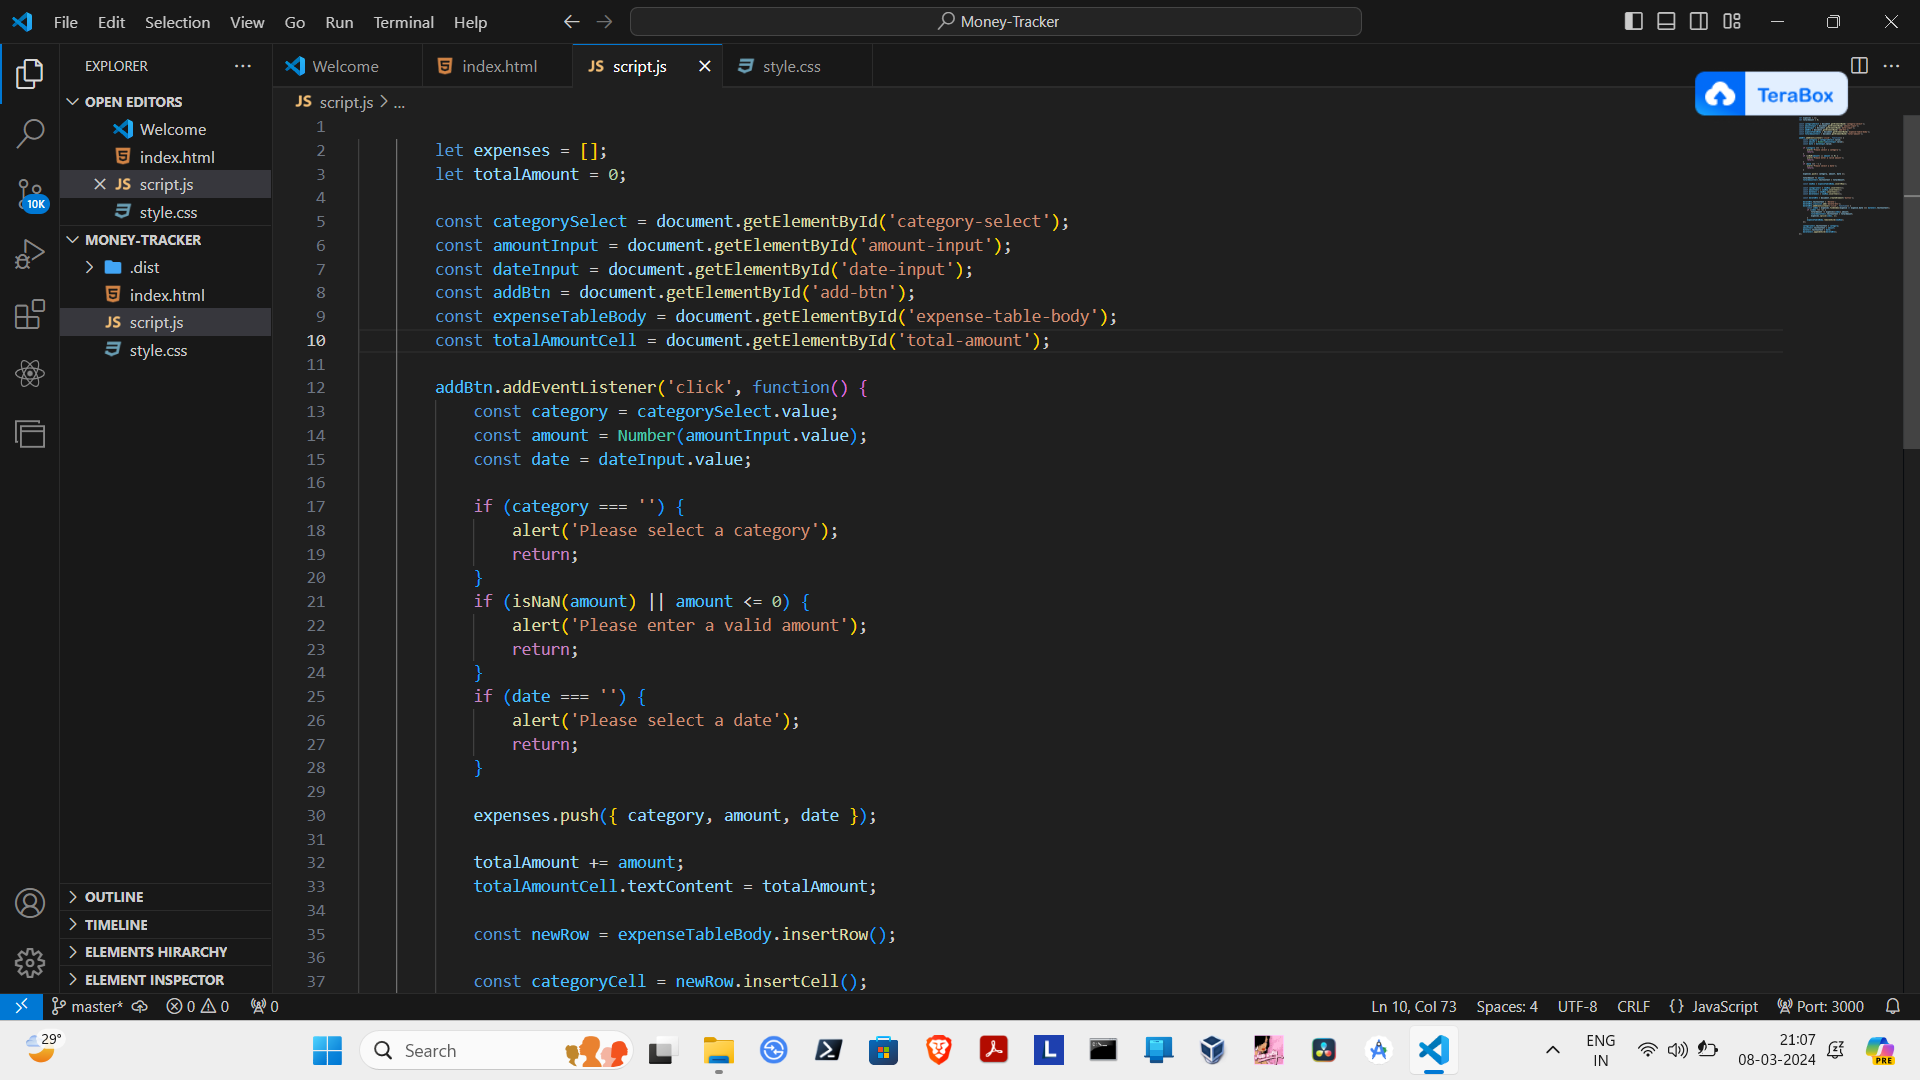 File Edit Selection View Go Run Terminal Help
Money-Tracker
EXPLORER
OPEN EDITORS
Welcome
index.html
script.js
style.css
MONEY-TRACKER
.dist
index.html
script.js
style.css
OUTLINE
TIMELINE
ELEMENTS HIRARCHY
ELEMENT INSPECTOR
10K
Welcome index.html JS script.js style.css
TeraBox
JS script.js > ...
1
2 let expenses = [];
3 let totalAmount = 0;
4
5 const categorySelect = document.getElementById('category-select');
6 const amountInput = document.getElementById('amount-input');
7 const dateInput = document.getElementById('date-input');
8 const addBtn = document.getElementById('add-btn');
9 const expenseTableBody = document.getElementById('expense-table-body');
10 const totalAmountCell = document.getElementById('total-amount');
11
12 addBtn.addEventListener('click', function() {
13 const category = categorySelect.value;
14 const amount = Number(amountInput.value);
15 const date = dateInput.value;
16
17 if (category === '') {
18 alert('Please select a category');
19 return;
20 }
21 if (isNaN(amount) || amount <= 0) {
22 alert('Please enter a valid amount');
23 return;
24 }
25 if (date === '') {
26 alert('Please select a date');
27 return;
28 }
29
30 expenses.push({ category, amount, date });
31
32 totalAmount += amount;
33 totalAmountCell.textContent = totalAmount;
34
35 const newRow = expenseTableBody.insertRow();
36
37 const categoryCell = newRow.insertCell();
master* 0 0 0 Ln 10, Col 73 Spaces: 4 UTF-8 CRLF {} JavaScript Port: 3000
29° Search ENG IN 21:07 08-03-2024 PRE